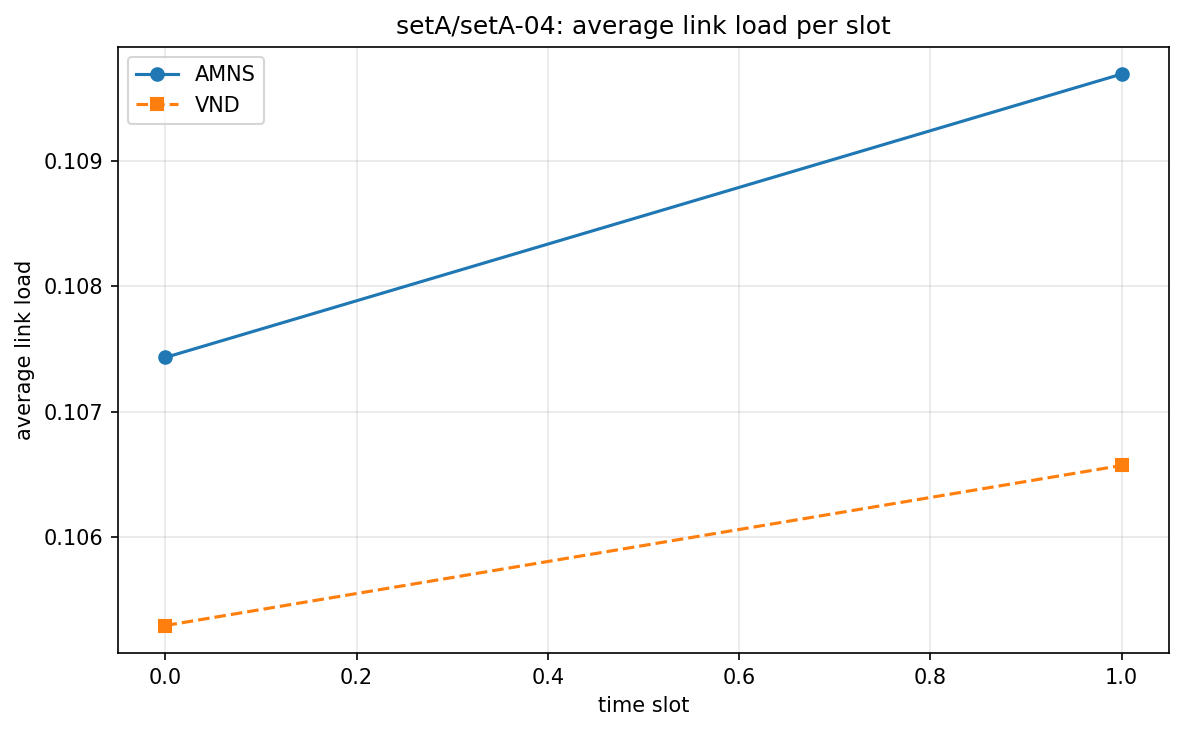 setA/setA-04: average link load per slot
AMNS
VND
average link load
0.109
0.108
0.107
0.106
0.0 0.2 0.4 0.6 0.8 1.0
time slot